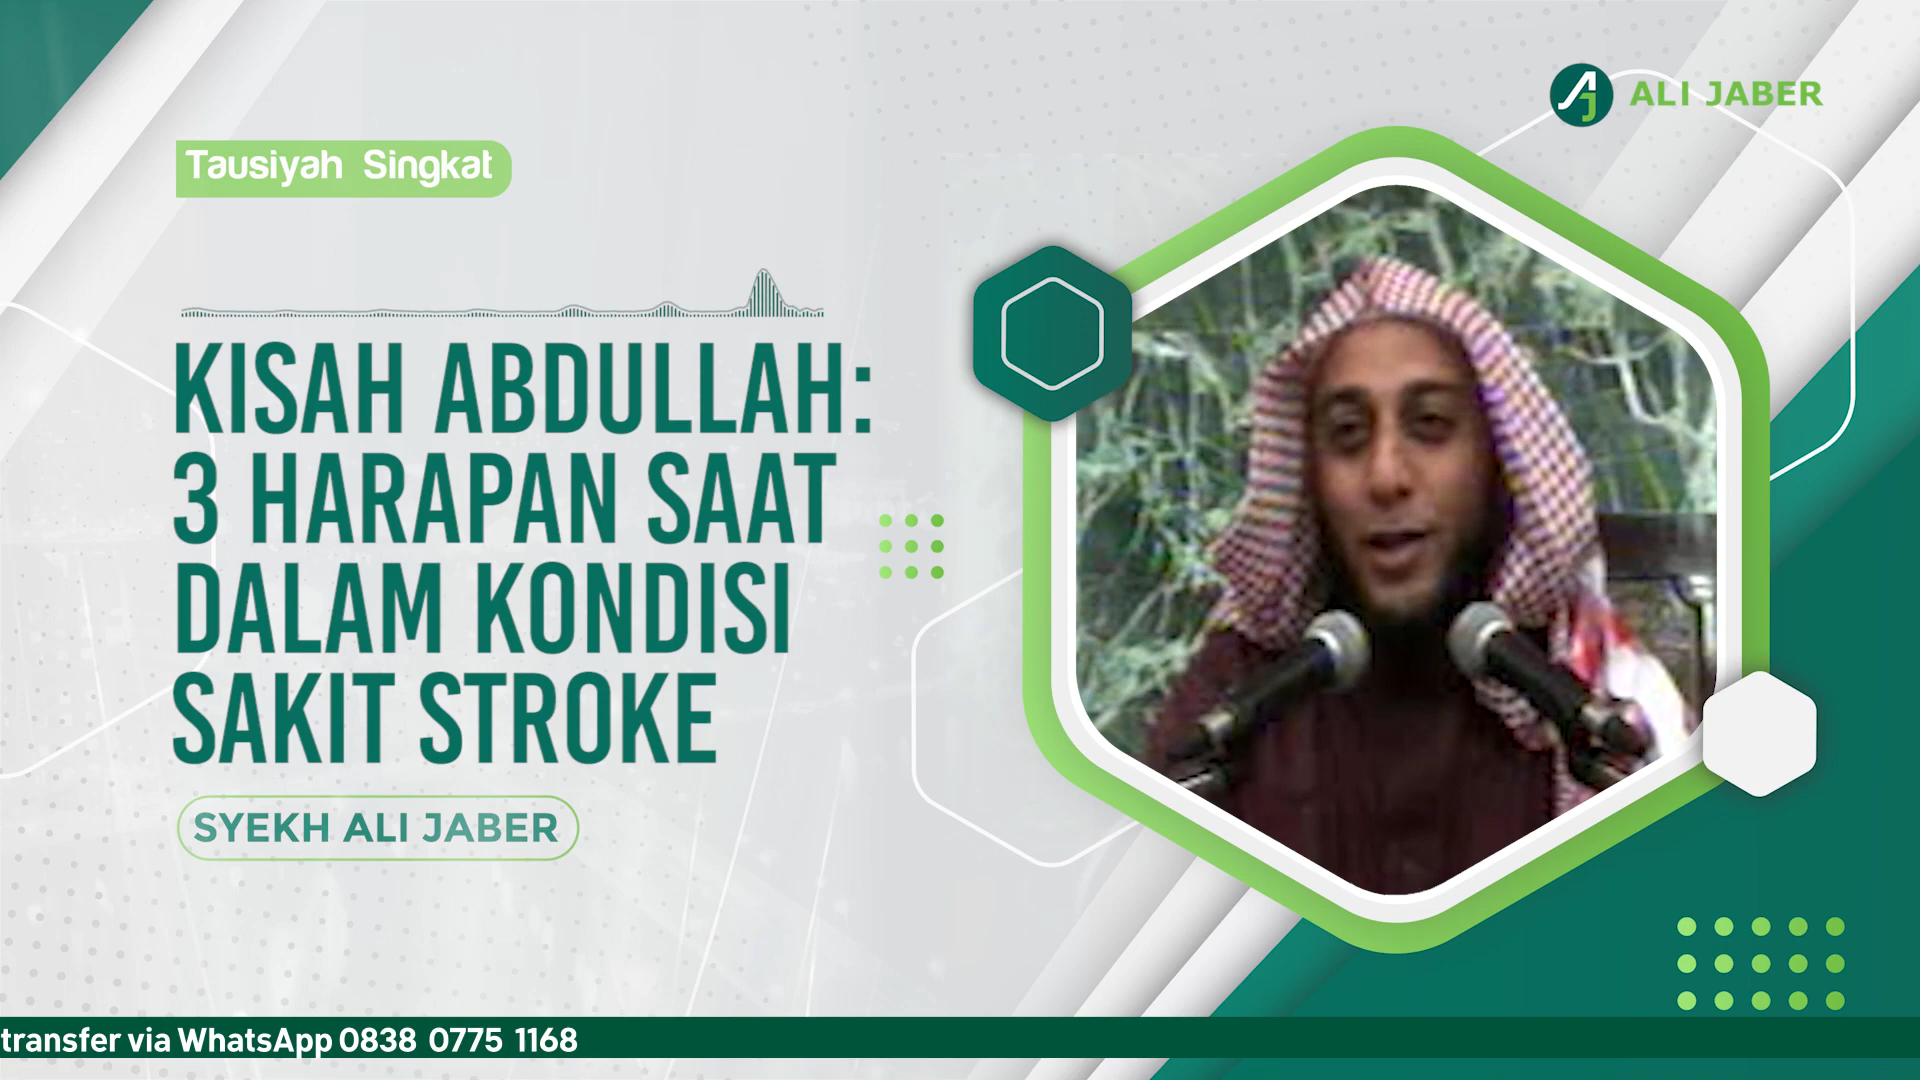 ALI JABER
Tausiyah Singkat
KISAH ABDULLAH:
3 HARAPAN SAAT
DALAM KONDISI
SAKIT STROKE
SYEKH ALI JABER
transfer via WhatsApp 0838 0775 1168